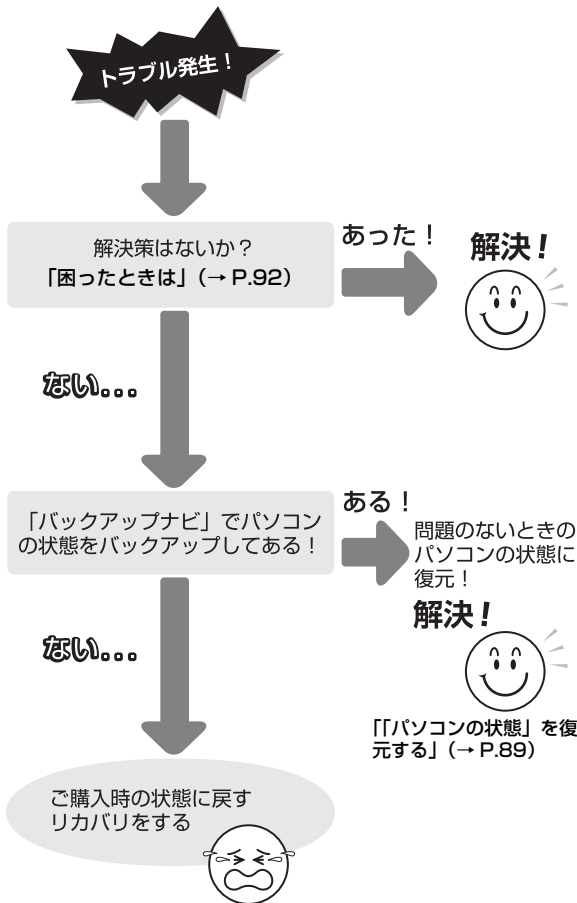 トラブル発生！
解決策はないか？
「困ったときは」（→ P.92）
あった！
解決！
ない...
「バックアップナビ」でパソコン
の状態をバックアップしてある！
ある！
問題のないときの
パソコンの状態に
復元！
解決！
「「パソコンの状態」を復
元する」（→ P.89）
ない...
ご購入時の状態に戻す
リカバリをする